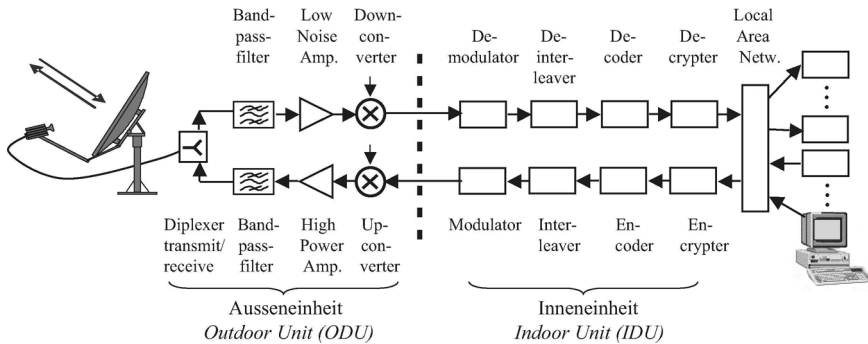 Band-
pass-
filter
Low
Noise
Amp.
Down-
con-
verter
De-
modulator
De-
inter-
leaver
De-
coder
De-
crypter
Local
Area
Netw.
Diplexer
transmit/
receive
Band-
pass-
filter
High
Power
Amp.
Up-
con-
verter
Modulator
Inter-
leaver
En-
coder
En-
crypter
Ausseneinheit
Outdoor Unit (ODU)
Inneneinheit
Indoor Unit (IDU)